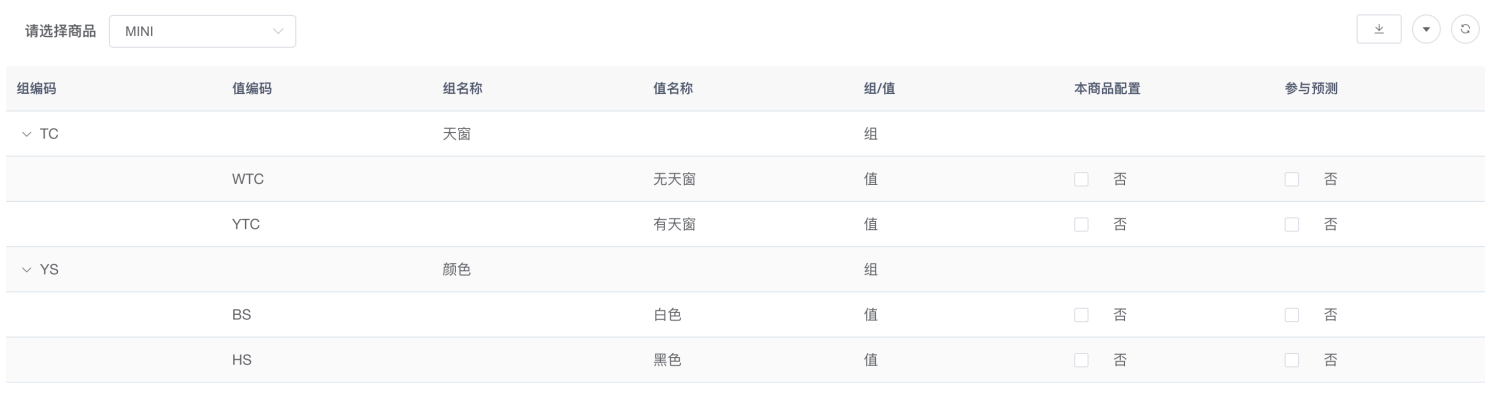 请选择商品 MINI
组编码 值编码 组名称 值名称 组/值 本商品配置 参与预测
TC 天窗 组
WTC 无天窗 值 否 否
YTC 有天窗 值 否 否
YS 颜色 组
BS 白色 值 否 否
HS 黑色 值 否 否